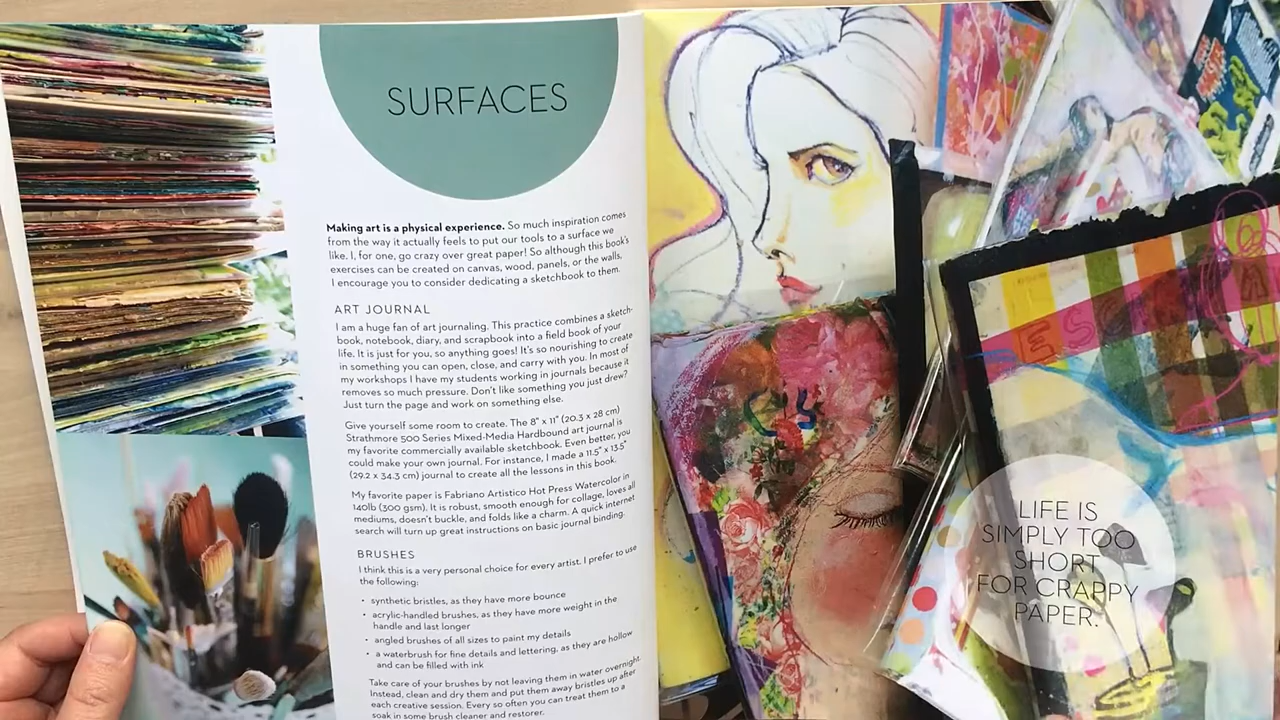 SURFACES
Making art is a physical experience. So much inspiration comes
from the way it actually feels to put our tools to a surface we
like. I, for one, go crazy over great paper! So although this book's
exercises can be created on canvas, wood, panels, or the walls,
I encourage you to consider dedicating a sketchbook to them.
ART JOURNAL
I am a huge fan of art journaling. This practice combines a sketch-
book, notebook, diary, and scrapbook into a field book of your
life. It is just for you, so anything goes! It's so nourishing to create
in something you can open, close, and carry with you. In most of
my workshops I have my students working in journals because it
removes so much pressure. Don't like something you just drew?
Just turn the page and work on something else.
Give yourself some room to create. The 8" x 11" (20.3 x 28 cm)
Strathmore 500 Series Mixed-Media Hardbound art journal is
my favorite commercially available sketchbook. Even better, you
could make your own journal. For instance, I made a 11.5" x 13.5"
(29.2 x 34.3 cm) journal to create all the lessons in this book.
My favorite paper is Fabriano Artistico Hot Press Watercolor in
140lb (300 gsm). It is robust, smooth enough for collage, loves all
mediums, doesn't buckle, and folds like a charm. A quick internet
search will turn up great instructions on basic journal binding.
BRUSHES
I think this is a very personal choice for every artist. I prefer to use
the following:
• synthetic bristles, as they have more bounce
• acrylic-handled brushes, as they have more weight in the
handle and last longer
• angled brushes of all sizes to paint my details
• a waterbrush for fine details and lettering, as they are hollow
and can be filled with ink
Take care of your brushes by not leaving them in water overnight.
Instead, clean and dry them and put them away bristles up after
each creative session. Every so often you can treat them to a
soak in some brush cleaner and restorer.
LIFE IS
SIMPLY TOO
SHORT
FOR CRAPPY
PAPER.